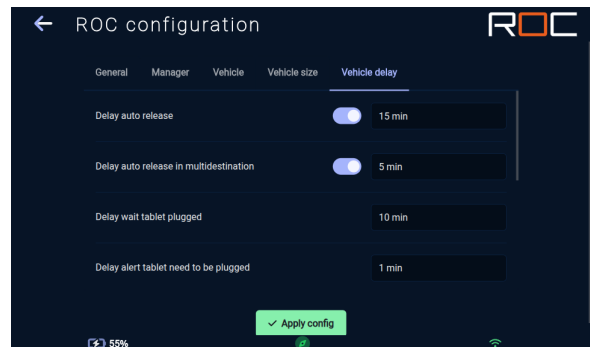 ROC configuration
ROC
General Manager Vehicle Vehicle size Vehicle delay
Delay auto release 15 min
Delay auto release in multidestination 5 min
Delay wait tablet plugged 10 min
Delay alert tablet need to be plugged 1 min
Apply config
55%